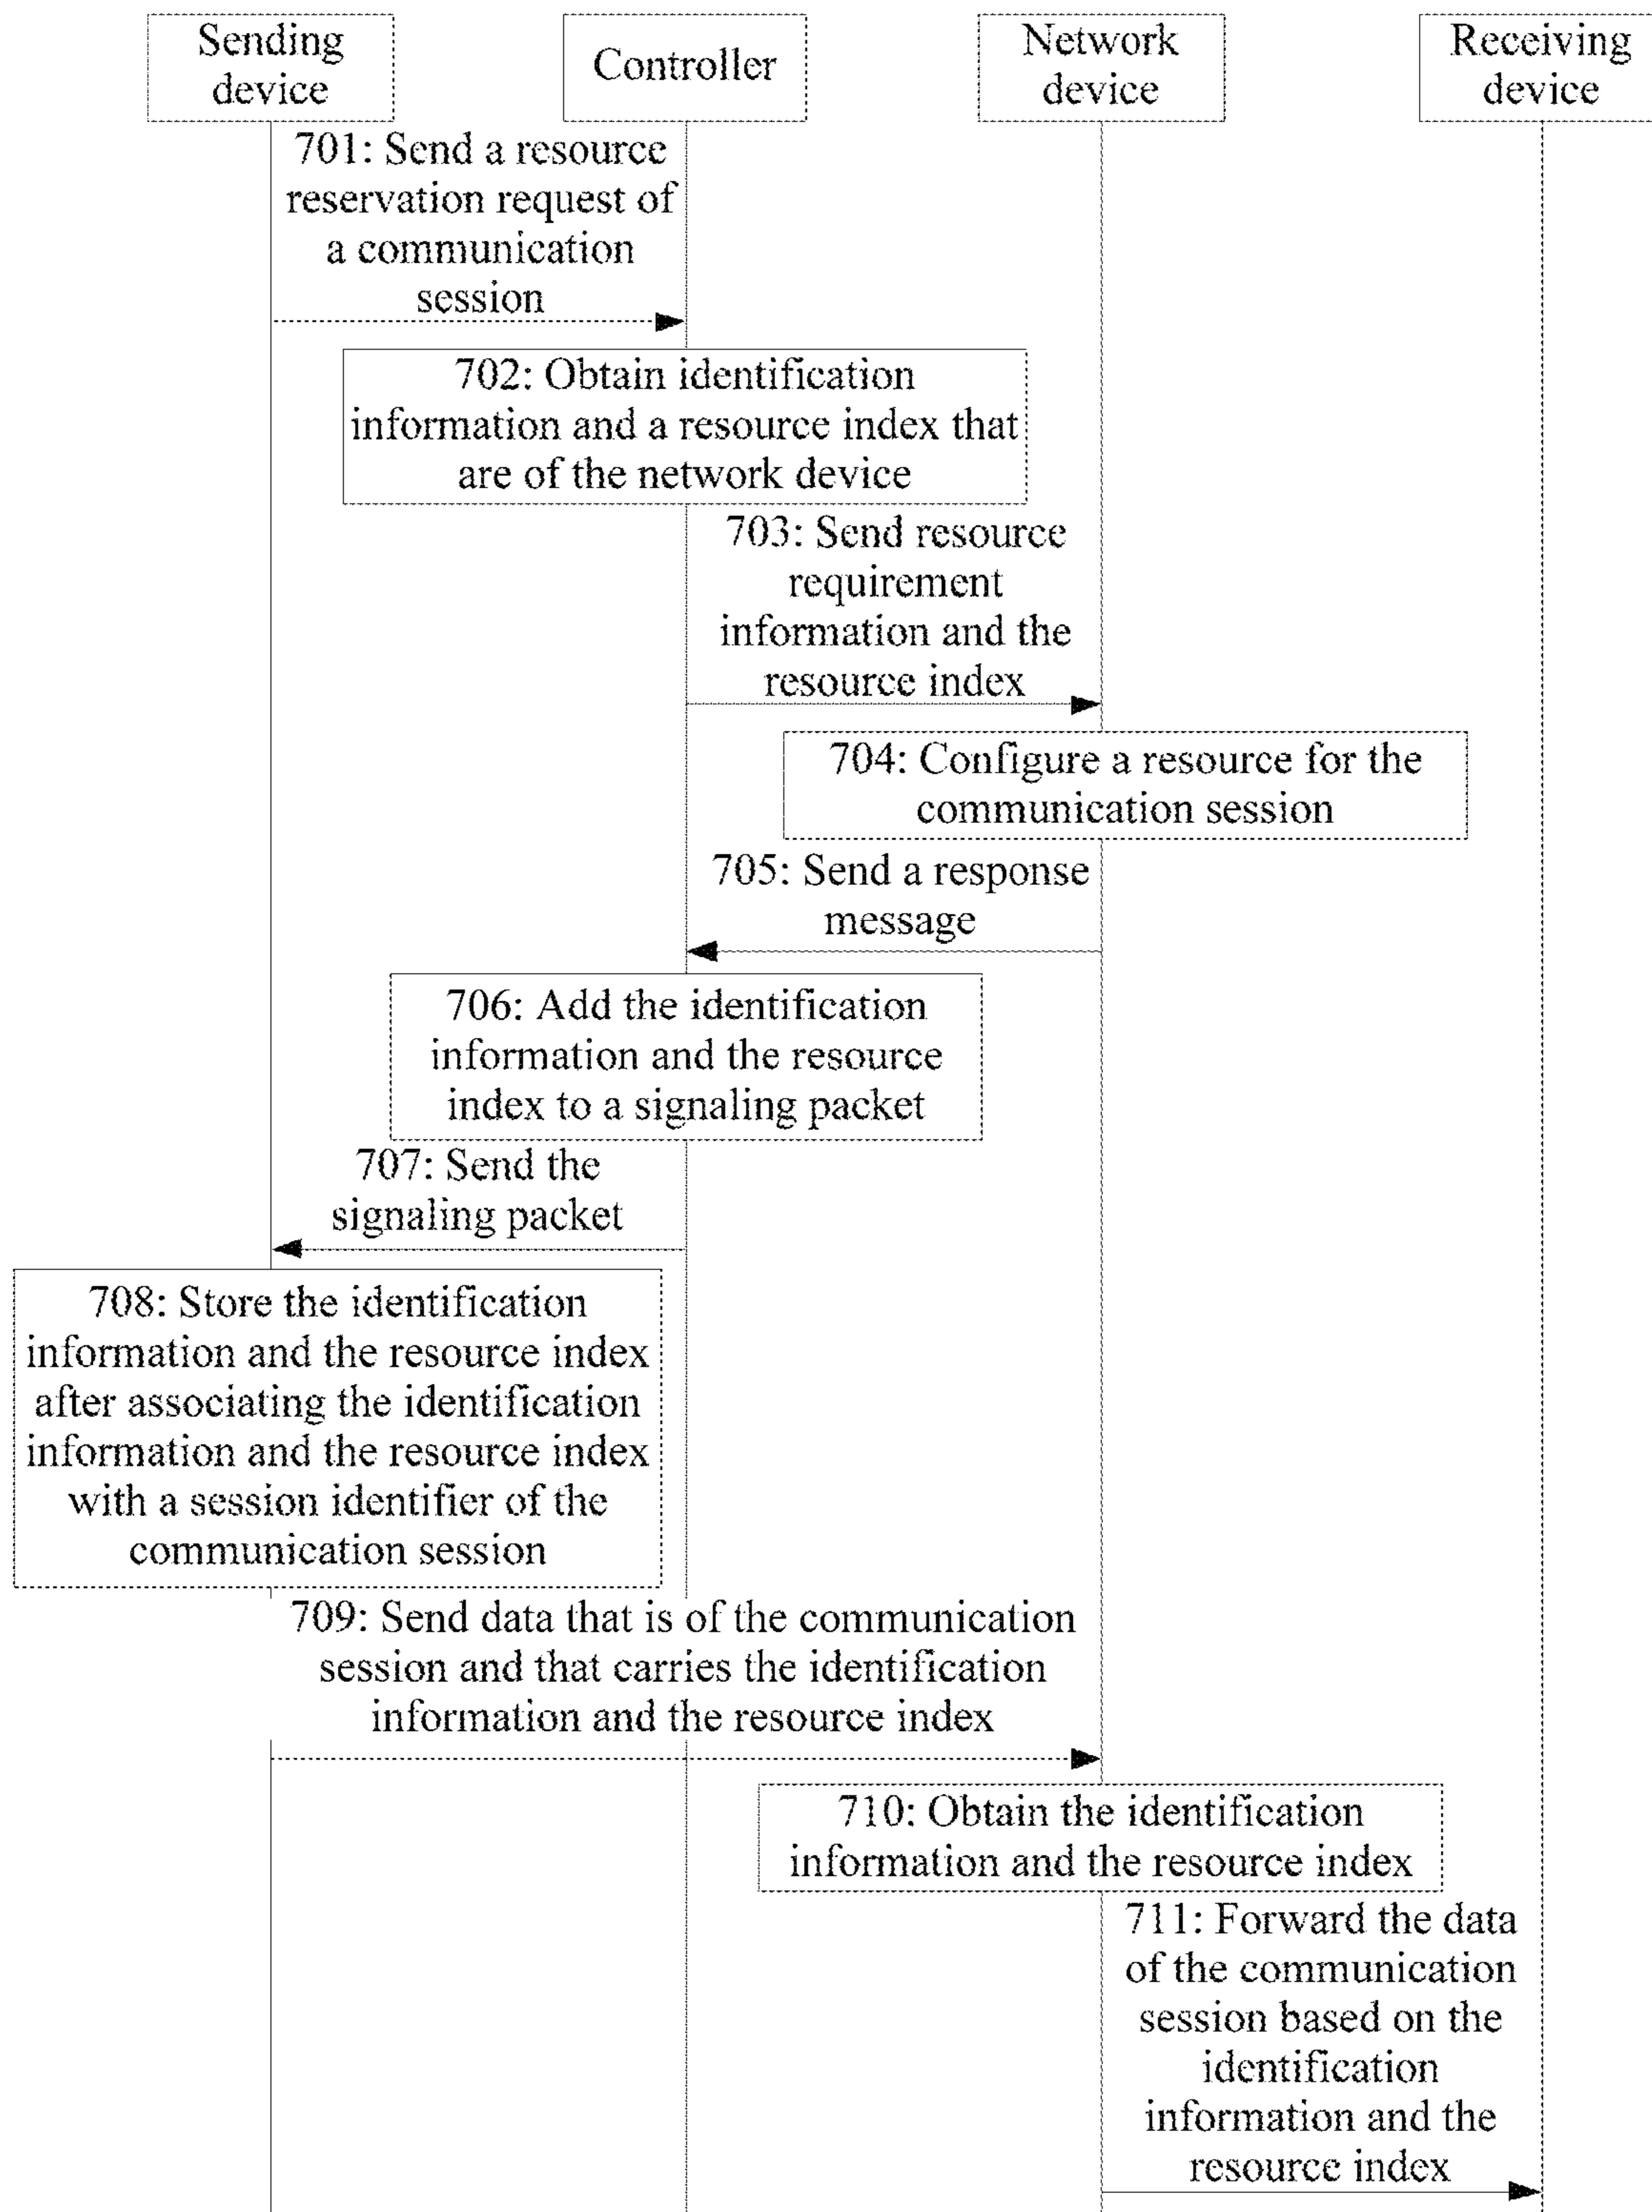 Sending
device
Controller
Network
device
Receiving
device
701: Send a resource
reservation request of
a communication
session
702: Obtain identification
information and a resource index that
are of the network device
703: Send resource
requirement
information and the
resource index
704: Configure a resource for the
communication session
705: Send a response
message
706: Add the identification
information and the resource
index to a signaling packet
707: Send the
signaling packet
708: Store the identification
information and the resource index
after associating the identification
information and the resource index
with a session identifier of the
communication session
709: Send data that is of the communication
session and that carries the identification
information and the resource index
710: Obtain the identification
information and the resource index
711: Forward the data
of the communication
session based on the
identification
information and the
resource index